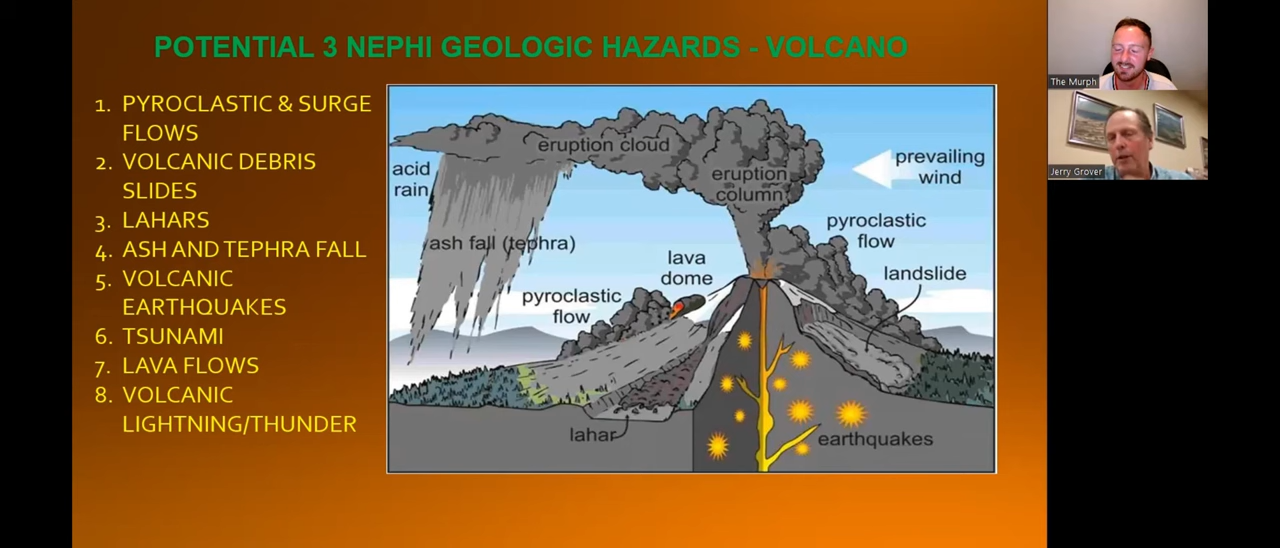 POTENTIAL 3 NEPHI GEOLOGIC HAZARDS - VOLCANO
1. PYROCLASTIC & SURGE
FLOWS
2. VOLCANIC DEBRIS
SLIDES
3. LAHARS
4. ASH AND TEPHRA FALL
5. VOLCANIC
EARTHQUAKES
6. TSUNAMI
7. LAVA FLOWS
8. VOLCANIC
LIGHTNING/THUNDER
eruption cloud
acid
rain
eruption
column
prevailing
wind
ash fall (tephra)
pyroclastic
flow
lava
dome
landslide
pyroclastic
flow
lahar
earthquakes
The Murph
Jerry Grover